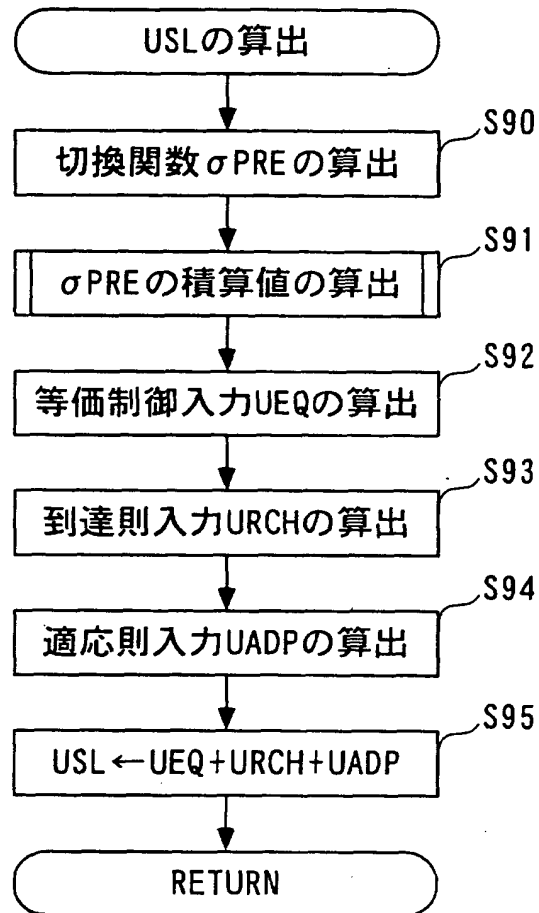 USLの算出
S90
切換関数σPREの算出
S91
σPREの積算値の算出
S92
等価制御入力UEQの算出
S93
到達則入力URCHの算出
S94
適応則入力UADPの算出
S95
USL←UEQ+URCH+UADP
RETURN